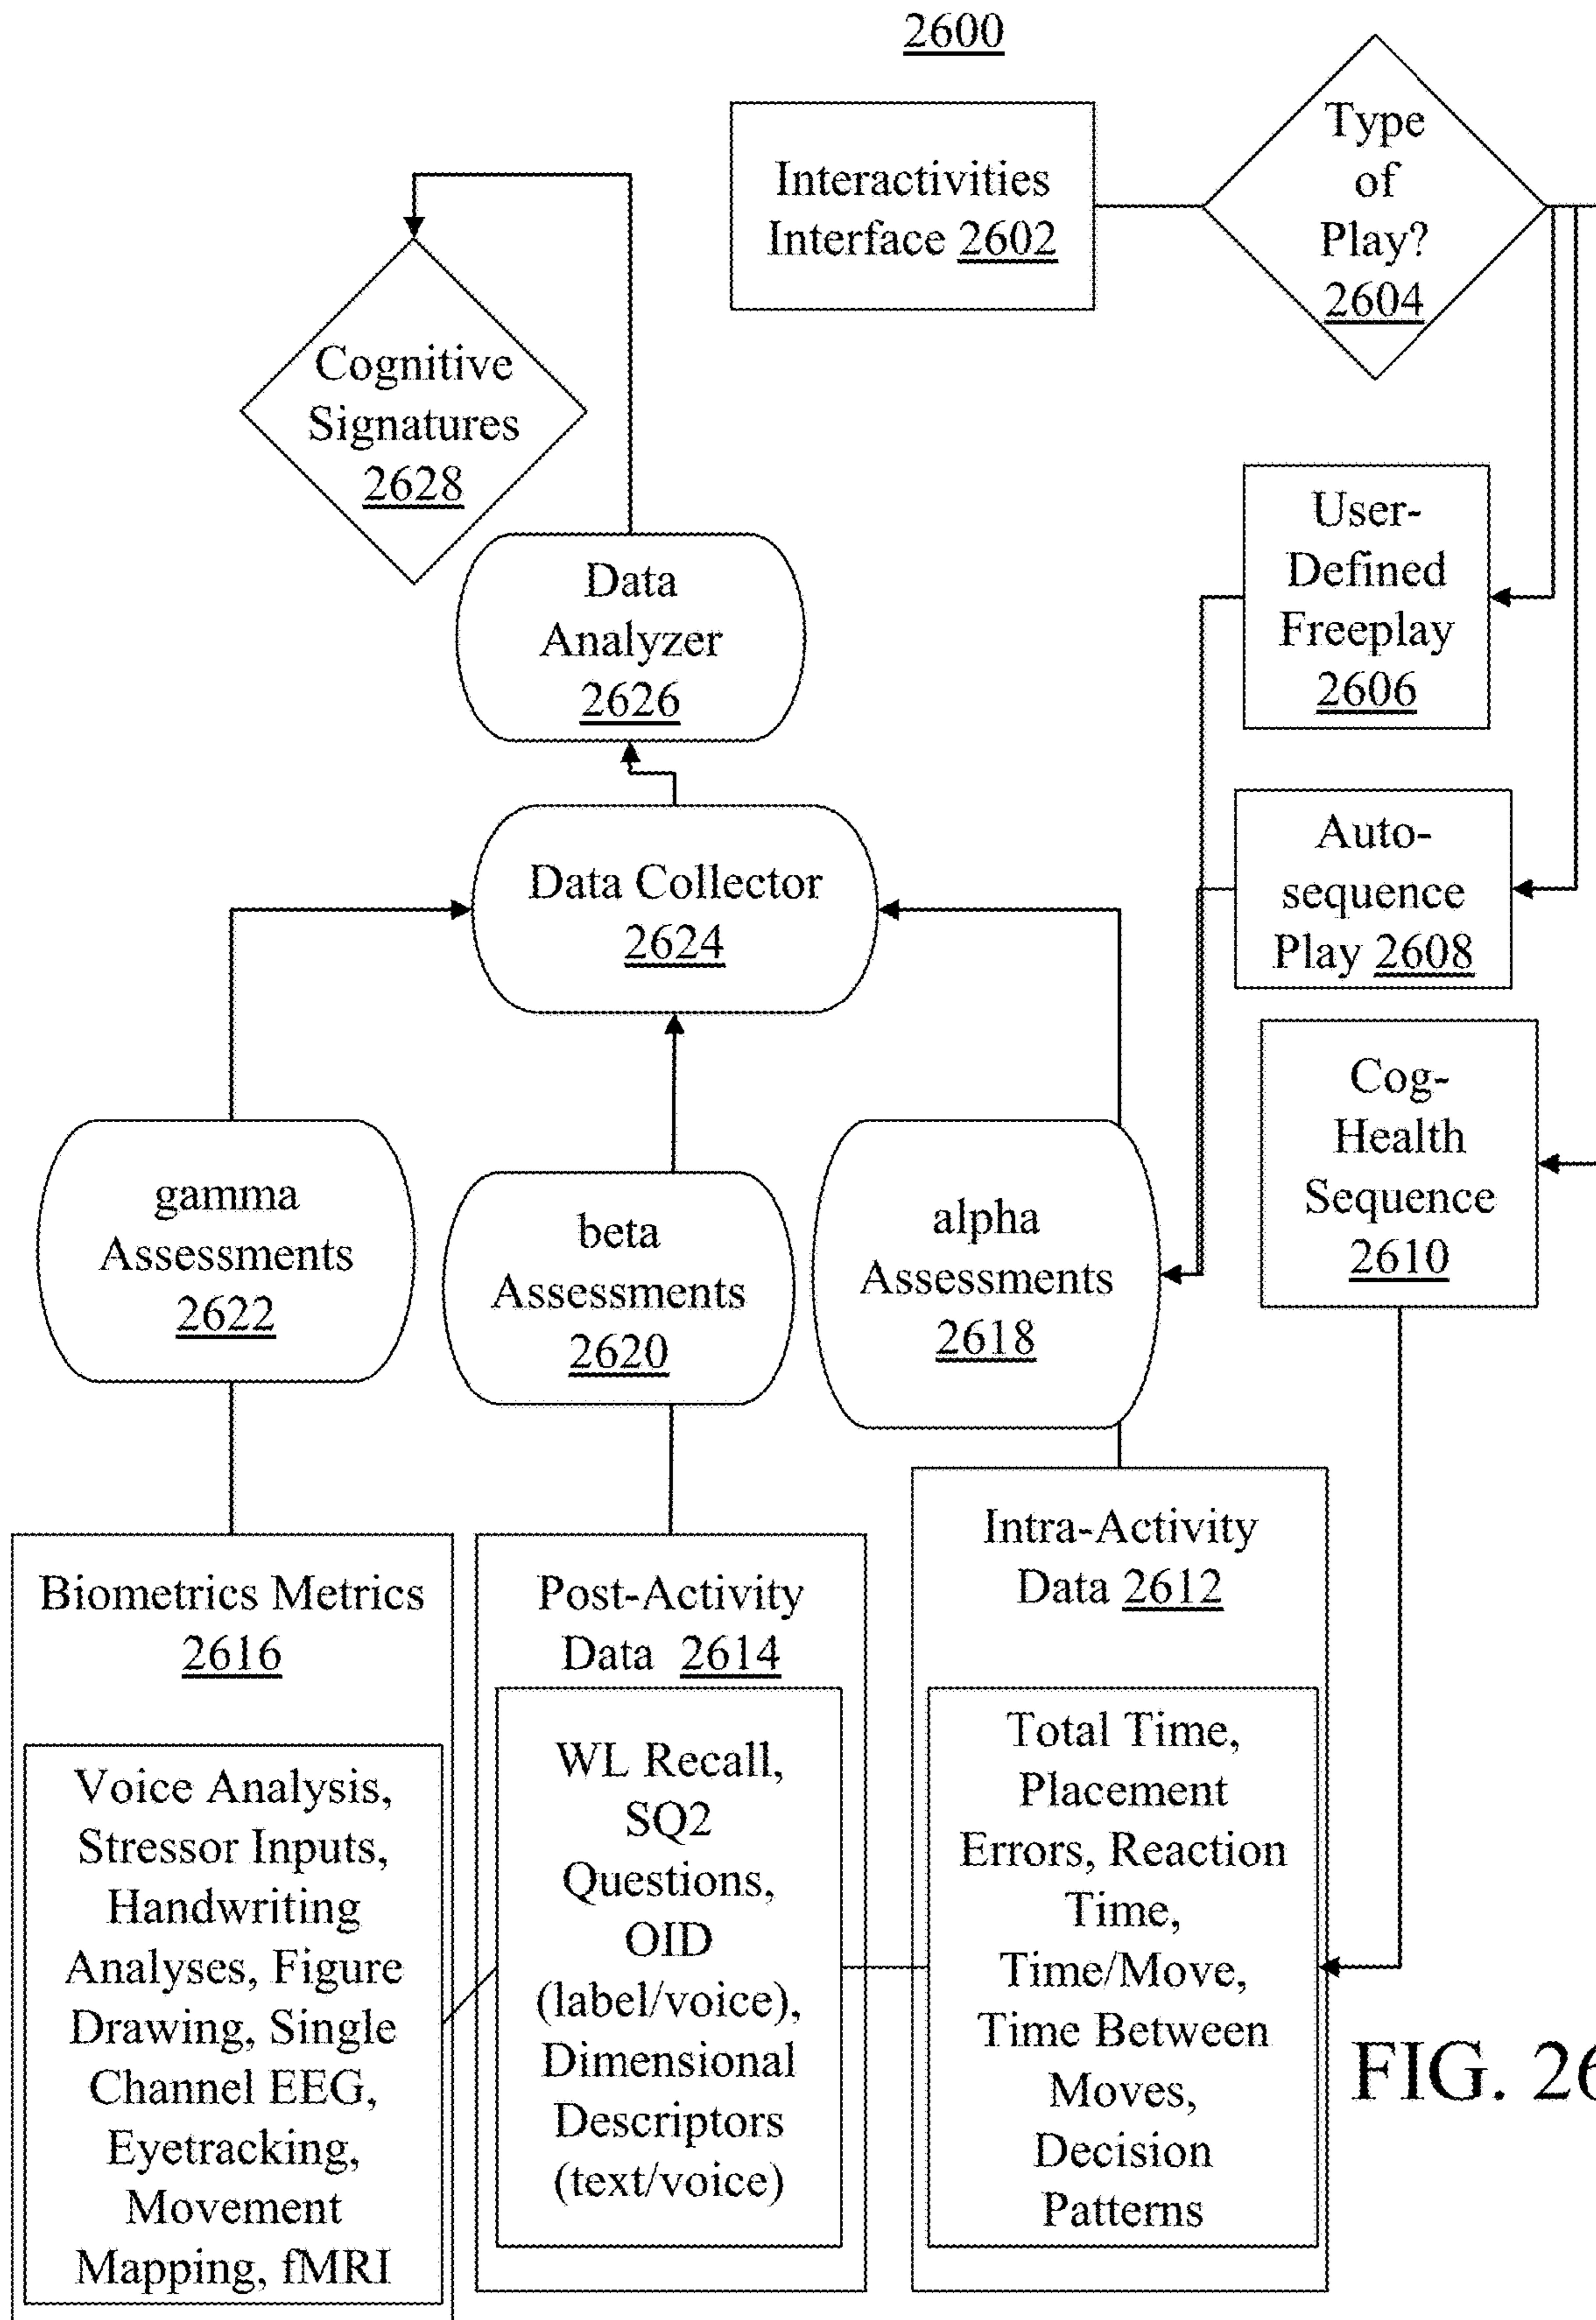 2600
Interactivities
Interface 2602
Type
of
Play?
2604
Cognitive
Signatures
2628
User-
Defined
Freeplay
2606
Data
Analyzer
2626
Auto-
sequence
Play 2608
Data Collector
2624
Cog-
Health
Sequence
2610
gamma
Assessments
2622
beta
Assessments
2620
alpha
Assessments
2618
Biometrics Metrics
2616
Voice Analysis,
Stressor Inputs,
Handwriting
Analyses, Figure
Drawing, Single
Channel EEG,
Eyetracking,
Movement
Mapping, fMRI
Post-Activity
Data 2614
WL Recall,
SQ2
Questions,
OID
(label/voice),
Dimensional
Descriptors
(text/voice)
Intra-Activity
Data 2612
Total Time,
Placement
Errors, Reaction
Time,
Time/Move,
Time Between
Moves,
Decision
Patterns
FIG. 26